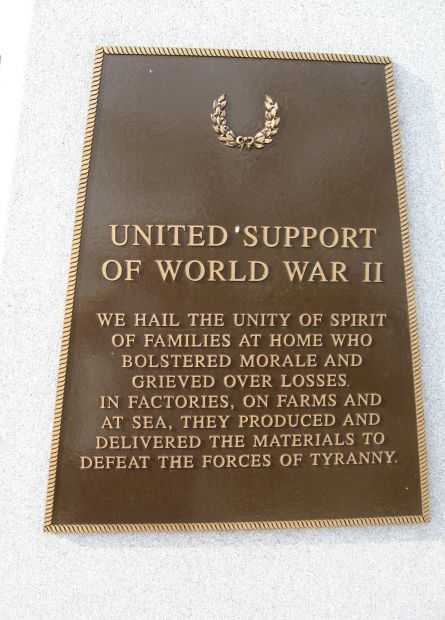 UNITED SUPPORT
OF WORLD WAR II
WE HAIL THE UNITY OF SPIRIT
OF FAMILIES AT HOME WHO
BOLSTERED MORALE AND
GRIEVED OVER LOSSES.
IN FACTORIES, ON FARMS AND
AT SEA, THEY PRODUCED AND
DELIVERED THE MATERIALS TO
DEFEAT THE FORCES OF TYRANNY.